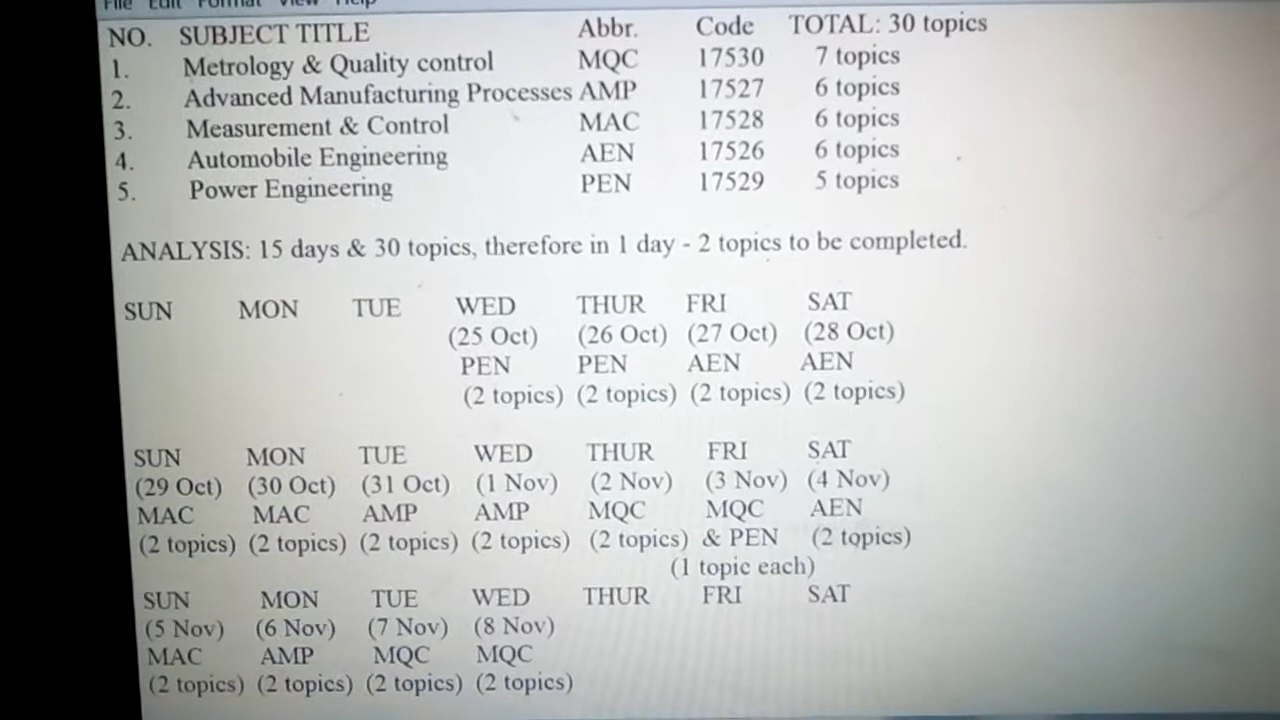 File Edit Format View Help
NO. SUBJECT TITLE Abbr. Code TOTAL: 30 topics
1. Metrology & Quality control MQC 17530 7 topics
2. Advanced Manufacturing Processes AMP 17527 6 topics
3. Measurement & Control MAC 17528 6 topics
4. Automobile Engineering AEN 17526 6 topics
5. Power Engineering PEN 17529 5 topics
ANALYSIS: 15 days & 30 topics, therefore in 1 day - 2 topics to be completed.
SUN MON TUE WED THUR FRI SAT
(25 Oct) (26 Oct) (27 Oct) (28 Oct)
PEN PEN AEN AEN
(2 topics) (2 topics) (2 topics) (2 topics)
SUN MON TUE WED THUR FRI SAT
(29 Oct) (30 Oct) (31 Oct) (1 Nov) (2 Nov) (3 Nov) (4 Nov)
MAC MAC AMP AMP MQC MQC AEN
(2 topics) (2 topics) (2 topics) (2 topics) (2 topics) & PEN (2 topics)
(1 topic each)
SUN MON TUE WED THUR FRI SAT
(5 Nov) (6 Nov) (7 Nov) (8 Nov)
MAC AMP MQC MQC
(2 topics) (2 topics) (2 topics) (2 topics)